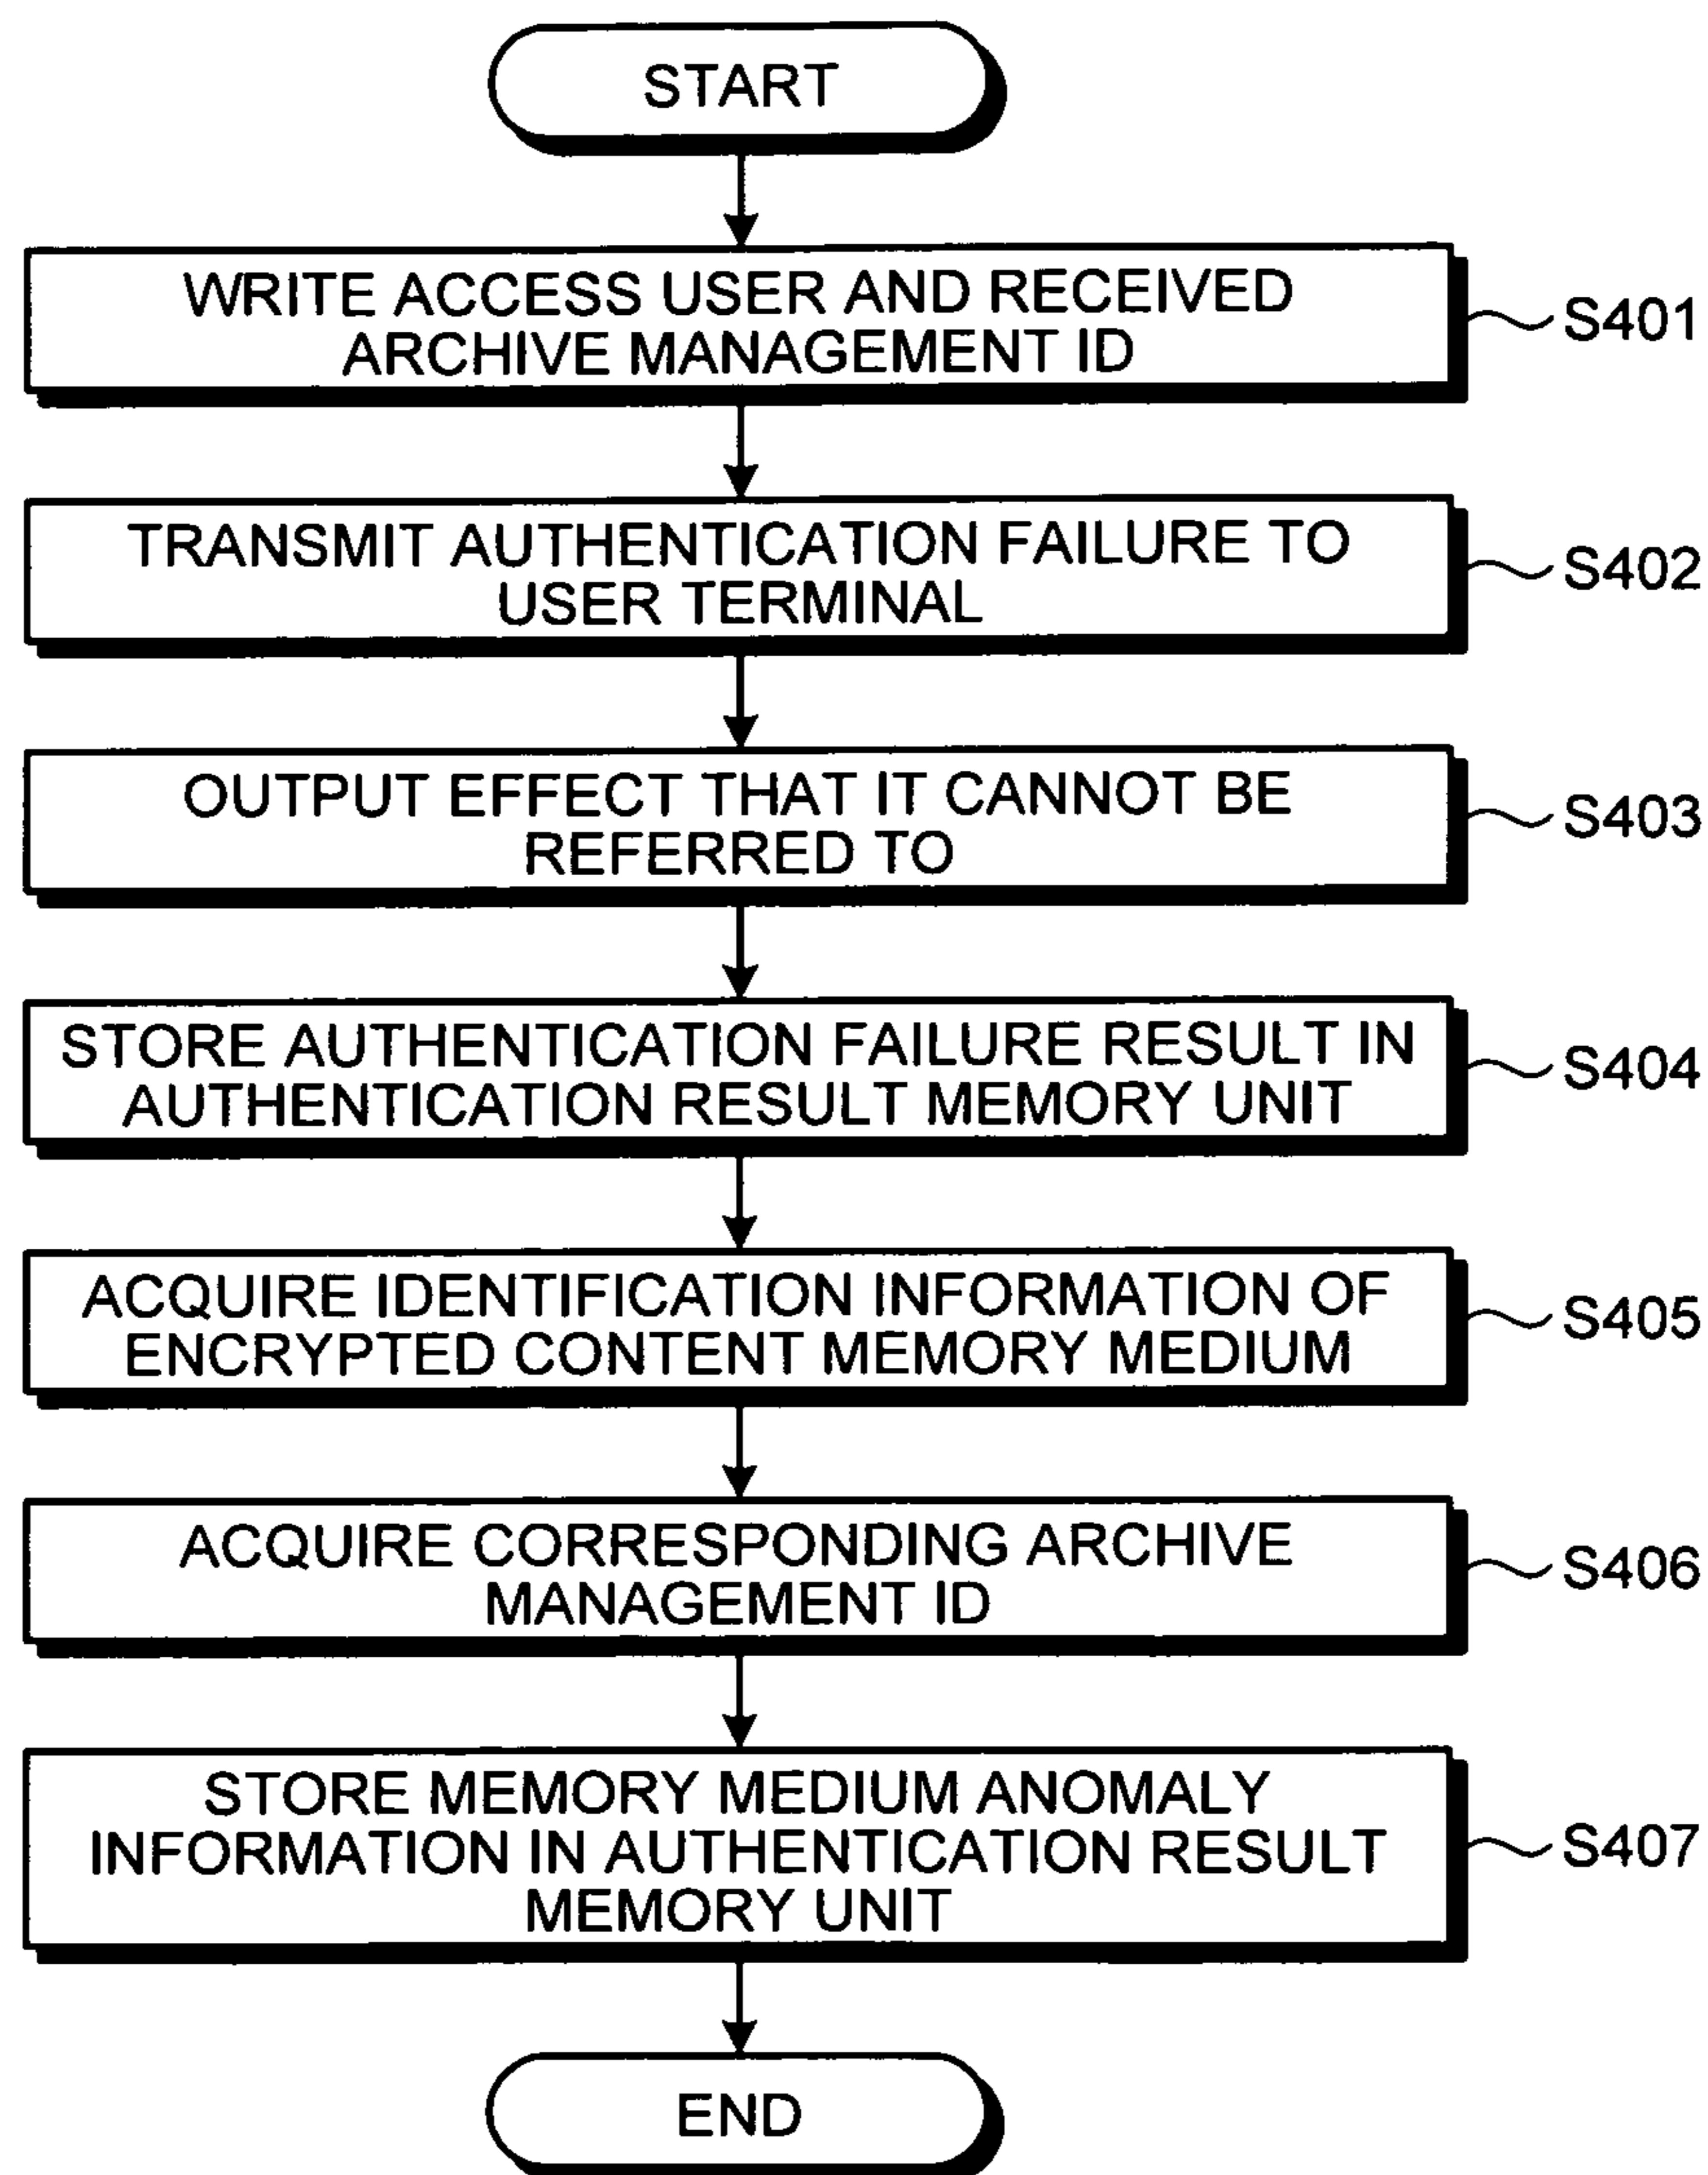 START
WRITE ACCESS USER AND RECEIVED
ARCHIVE MANAGEMENT ID
S401
TRANSMIT AUTHENTICATION FAILURE TO
USER TERMINAL
S402
OUTPUT EFFECT THAT IT CANNOT BE
REFERRED TO
S403
STORE AUTHENTICATION FAILURE RESULT IN
AUTHENTICATION RESULT MEMORY UNIT
S404
ACQUIRE IDENTIFICATION INFORMATION OF
ENCRYPTED CONTENT MEMORY MEDIUM
S405
ACQUIRE CORRESPONDING ARCHIVE
MANAGEMENT ID
S406
STORE MEMORY MEDIUM ANOMALY
INFORMATION IN AUTHENTICATION RESULT
MEMORY UNIT
S407
END